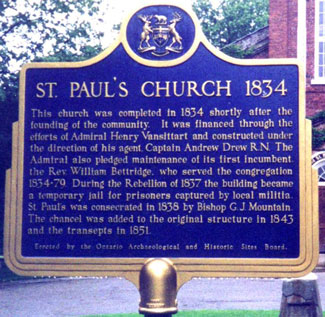 ST. PAUL'S CHURCH 1834
This church was completed in 1834 shortly after the
founding of the community. It was financed through the
efforts of Admiral Henry Vansittart and constructed under
the direction of his agent, Captain Andrew Drew R.N. The
Admiral also pledged maintenance of its first incumbent,
the Rev. William Bettridge, who served the congregation
1834-79. During the Rebellion of 1837 the building became
a temporary jail for prisoners captured by local militia.
St. Paul's was consecrated in 1838 by Bishop G.J. Mountain.
The chancel was added to the original structure in 1843
and the transepts in 1851.
Erected by the Ontario Archaeological and Historic Sites Board.